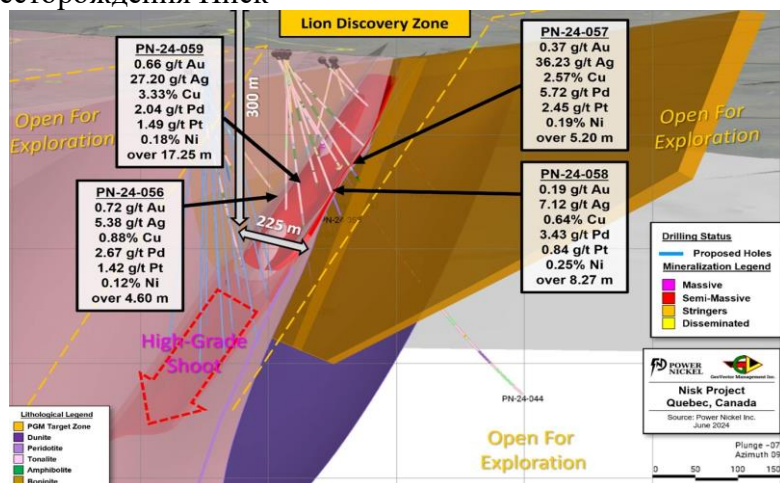 Lion Discovery Zone
PN-24-059
0.66 g/t Au
27.20 g/t Ag
3.33% Cu
2.04 g/t Pd
1.49 g/t Pt
0.18% Ni
over 17.25 m
300 m
PN-24-057
0.37 g/t Au
36.23 g/t Ag
2.57% Cu
5.72 g/t Pd
2.45 g/t Pt
0.19% Ni
over 5.20 m
Open For
Exploration
Open For
Exploration
PN-24-056
0.72 g/t Au
5.38 g/t Ag
0.88% Cu
2.67 g/t Pd
1.42 g/t Pt
0.12% Ni
over 4.60 m
225 m
PN-24-058
0.19 g/t Au
7.12 g/t Ag
0.64% Cu
3.43 g/t Pd
0.84 g/t Pt
0.25% Ni
over 8.27 m
Drilling Status
Proposed Holes
Mineralization Legend
Massive
Semi-Massive
Stringers
Disseminated
High-Grade
Shoot
PN-24-044
Open For
Exploration
POWER
NICKEL
GeoVector Management Inc.
Nisk Project
Quebec, Canada
Source: Power Nickel Inc.
June 2024
Plunge -07
Azimuth 09
0 50 100 150
Lithological Legend
PGM Target Zone
Dunite
Peridotite
Tonalite
Amphibolite
Boninite